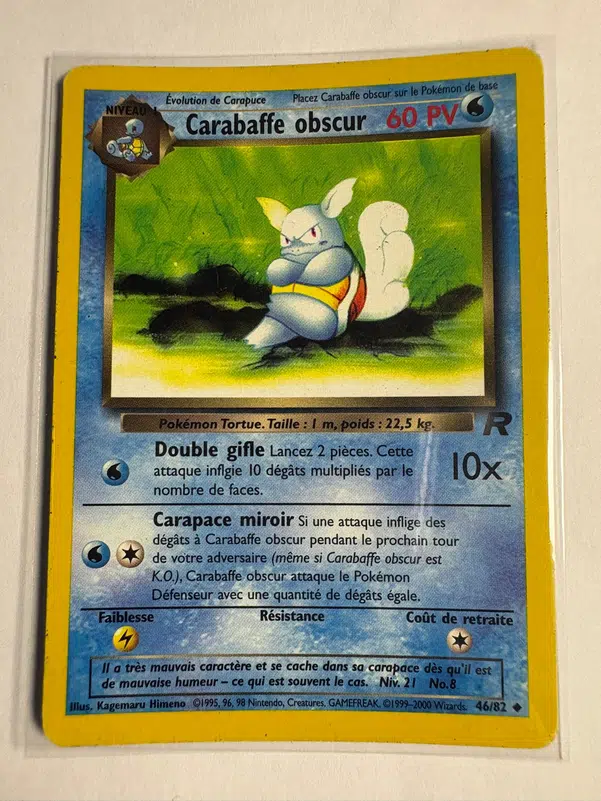 Évolution de Carapuce
Placez Carabaffe obscur sur le Pokémon de base
NIVEAU 1
Carabaffe obscur 60 PV
Pokémon Tortue. Taille : 1 m, poids : 22,5 kg.
R
Double gifle Lancez 2 pièces. Cette
attaque inflgie 10 dégâts multipliés par le
nombre de faces.
10x
Carapace miroir Si une attaque inflige des
dégâts à Carabaffe obscur pendant le prochain tour
de votre adversaire (même si Carabaffe obscur est
K.O.), Carabaffe obscur attaque le Pokémon
Défenseur avec une quantité de dégâts égale.
Faiblesse Résistance Coût de retraite
Il a très mauvais caractère et se cache dans sa carapace dès qu'il est
de mauvaise humeur – ce qui est souvent le cas. Niv. 21 No.8
Illus. Kagemaru Himeno ©1995, 96, 98 Nintendo, Creatures, GAMEFREAK. ©1999-2000 Wizards. 46/82